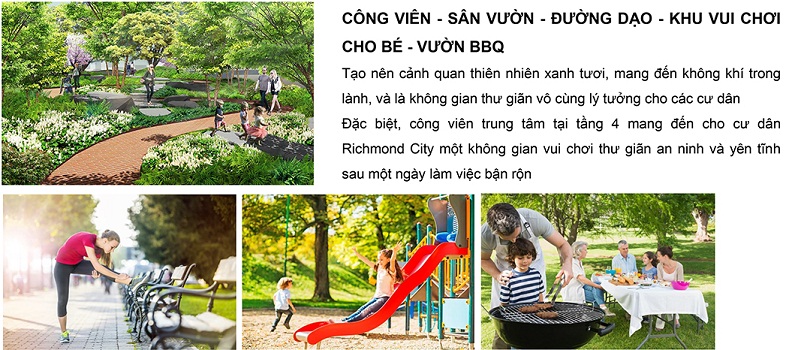 CÔNG VIÊN - SÂN VƯỜN - ĐƯỜNG DẠO - KHU VUI CHƠI
CHO BÉ - VƯỜN BBQ
Tạo nên cảnh quan thiên nhiên xanh tươi, mang đến không khí trong
lành, và là không gian thư giãn vô cùng lý tưởng cho các cư dân
Đặc biệt, công viên trung tâm tại tầng 4 mang đến cho cư dân
Richmond City một không gian vui chơi thư giãn an ninh và yên tĩnh
sau một ngày làm việc bận rộn